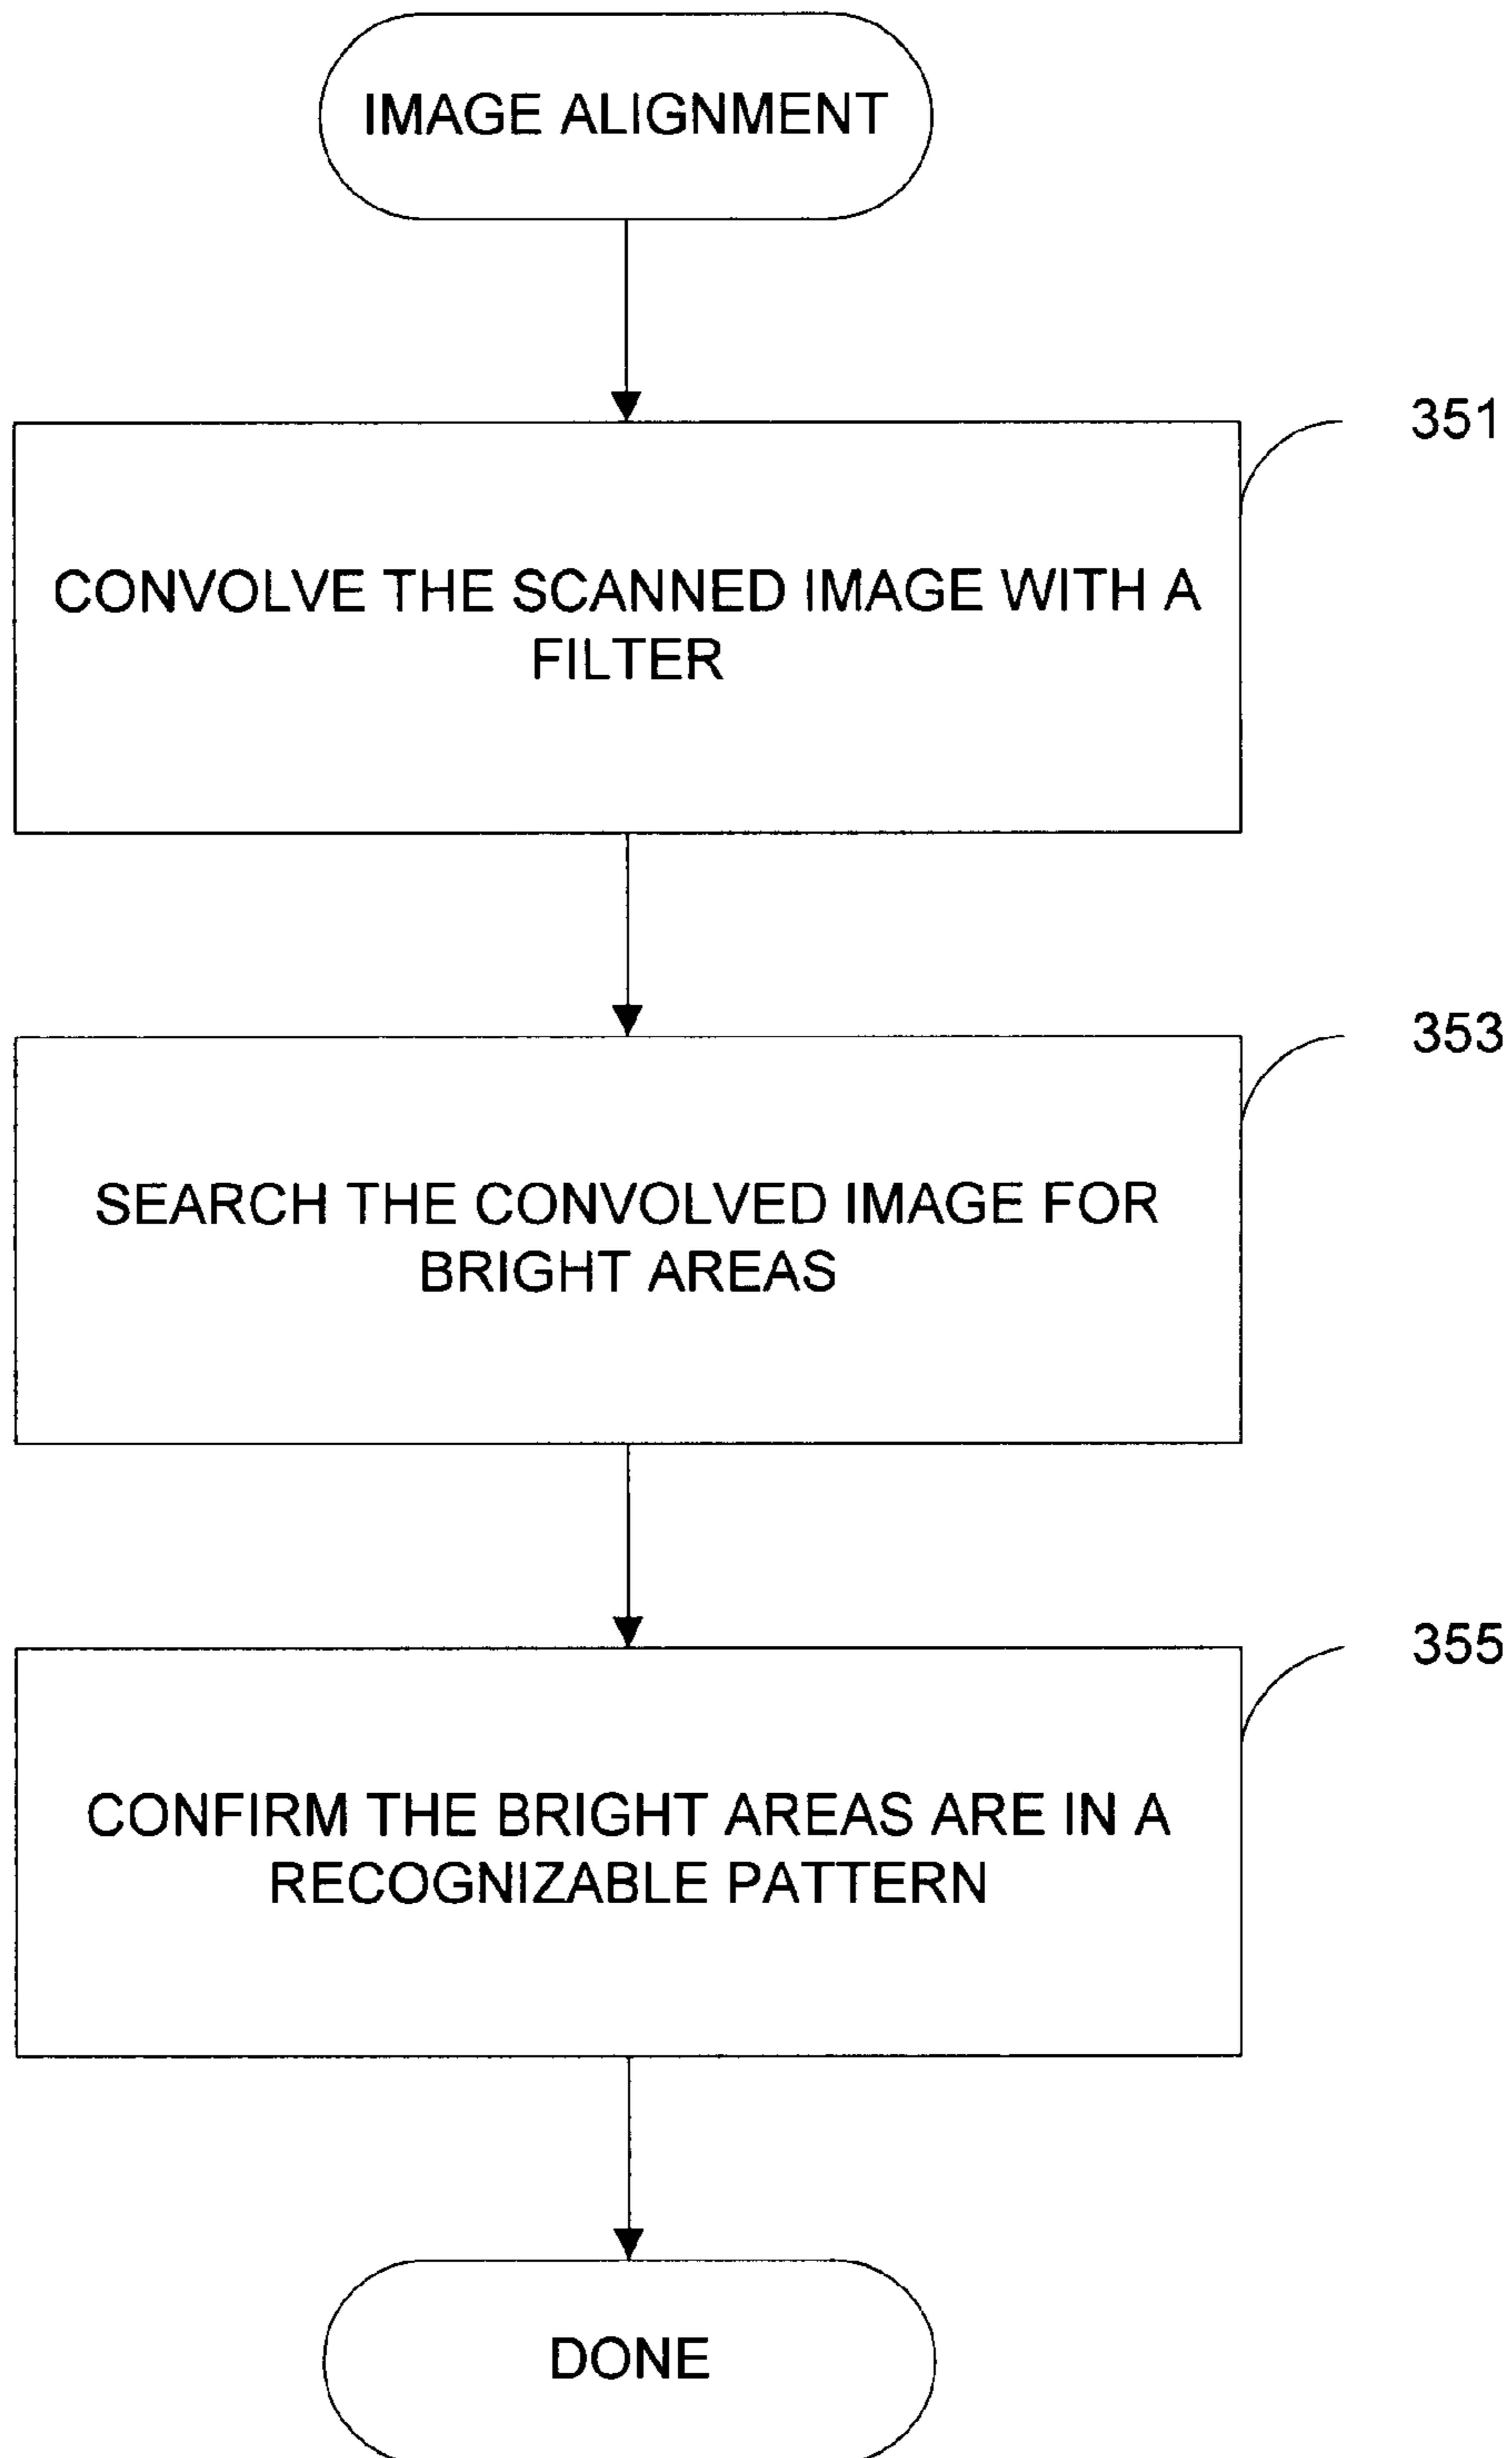 IMAGE ALIGNMENT
351
CONVOLVE THE SCANNED IMAGE WITH A
FILTER
353
SEARCH THE CONVOLVED IMAGE FOR
BRIGHT AREAS
355
CONFIRM THE BRIGHT AREAS ARE IN A
RECOGNIZABLE PATTERN
DONE